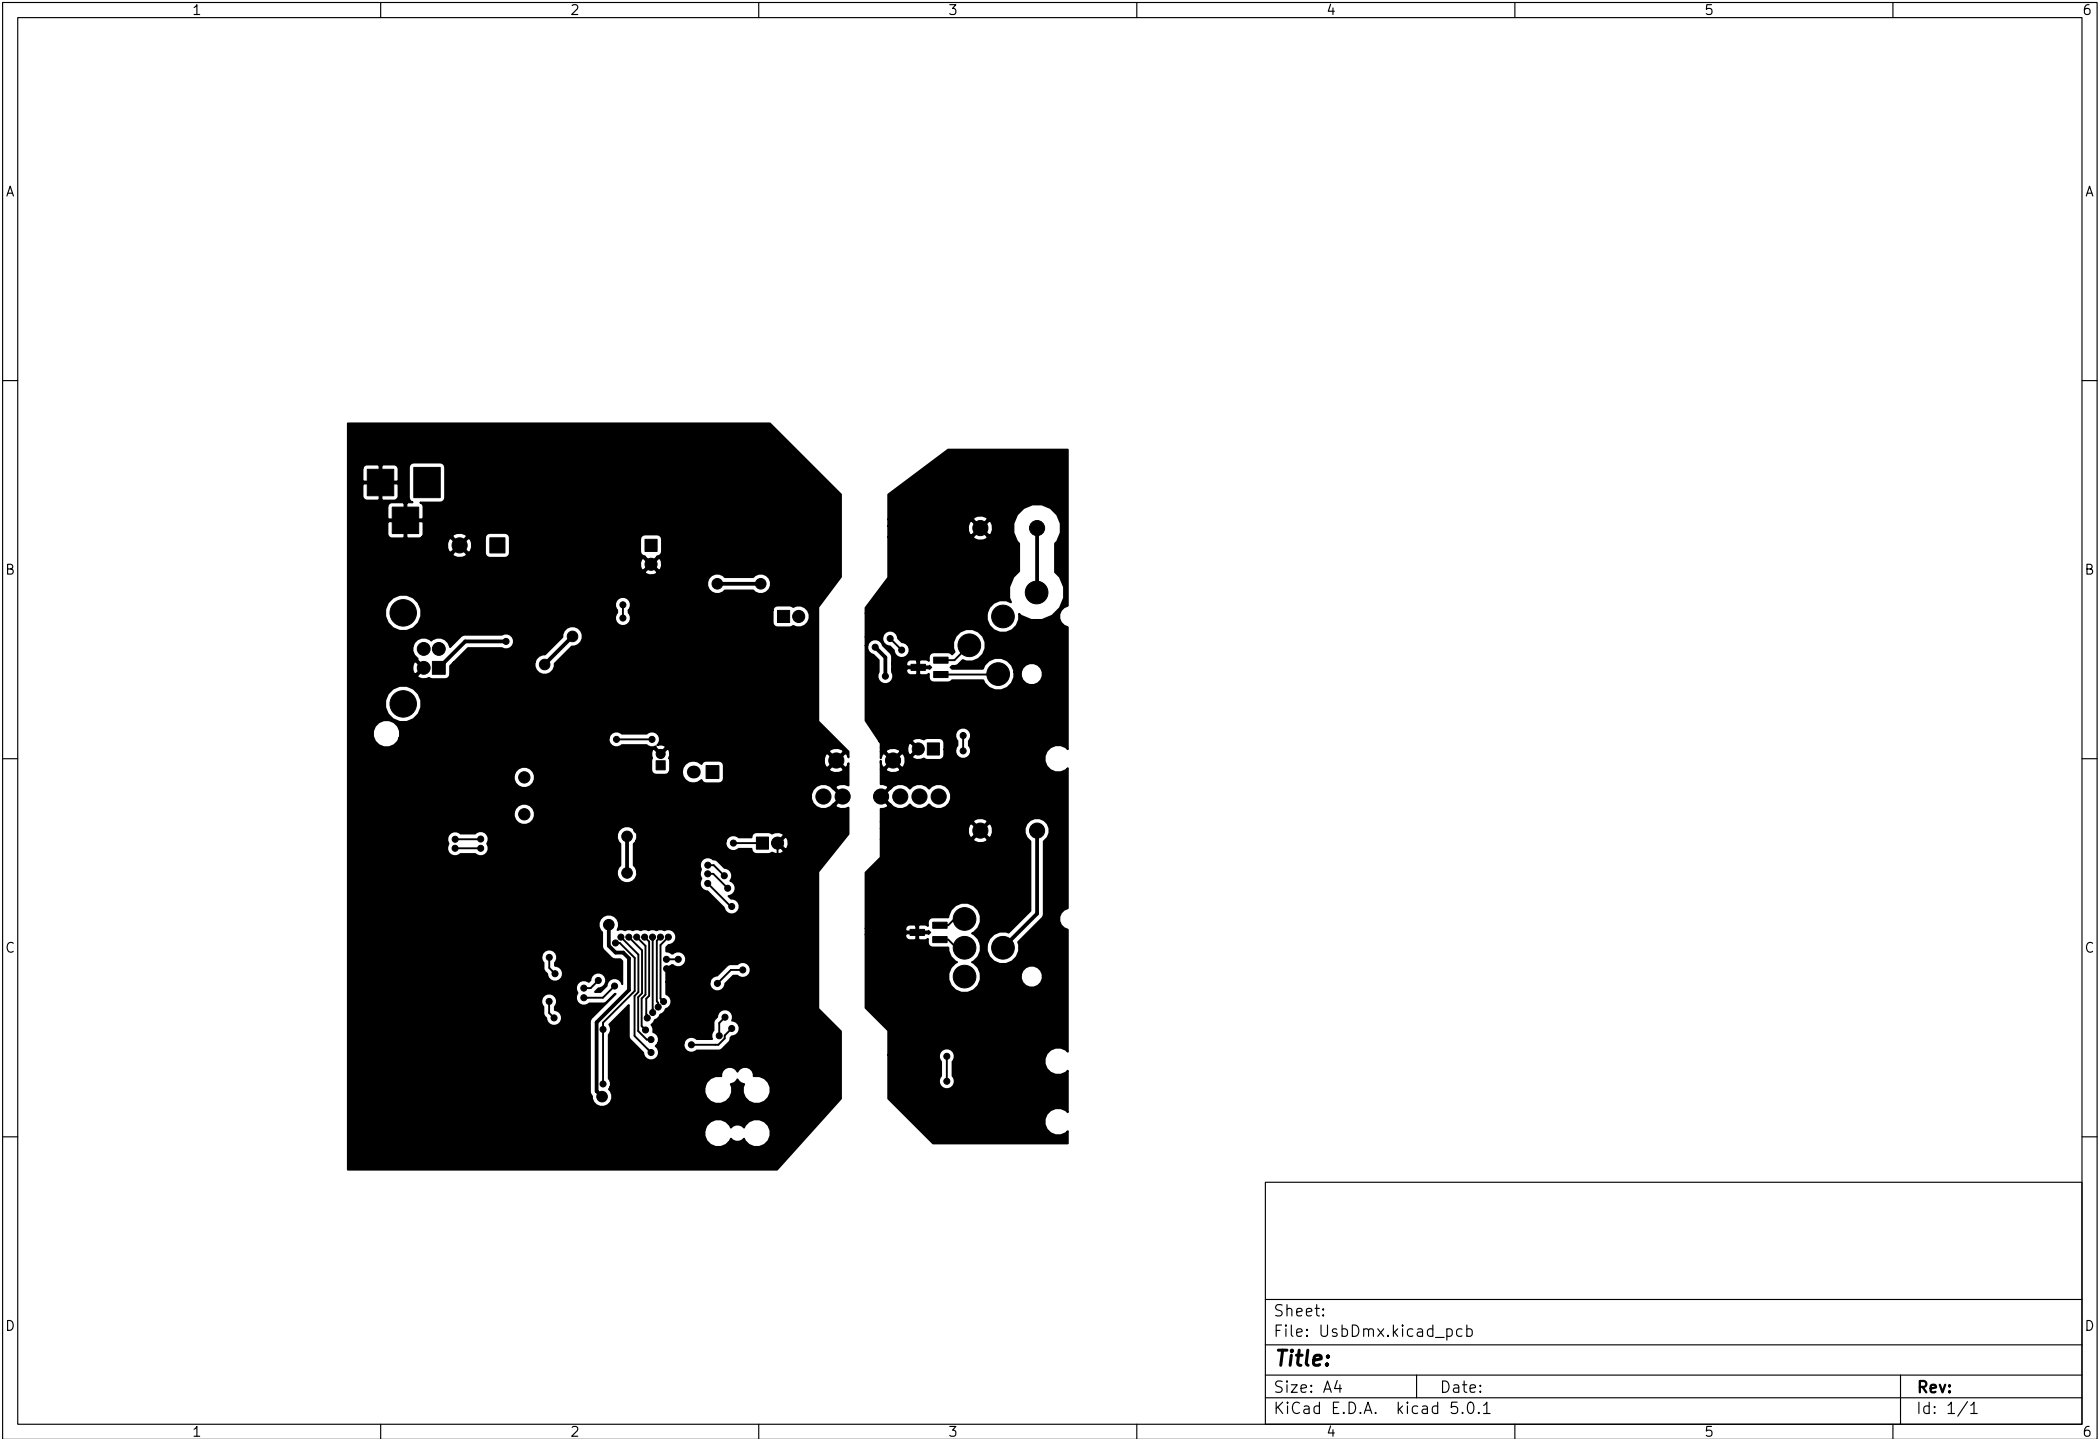 1 2 3 4 5 6
A A
B B
C C
D D
Sheet:
File: UsbDmx.kicad_pcb
Title:
Size: A4 Date: Rev:
KiCad E.D.A. kicad 5.0.1 Id: 1/1
1 2 3 4 5 6